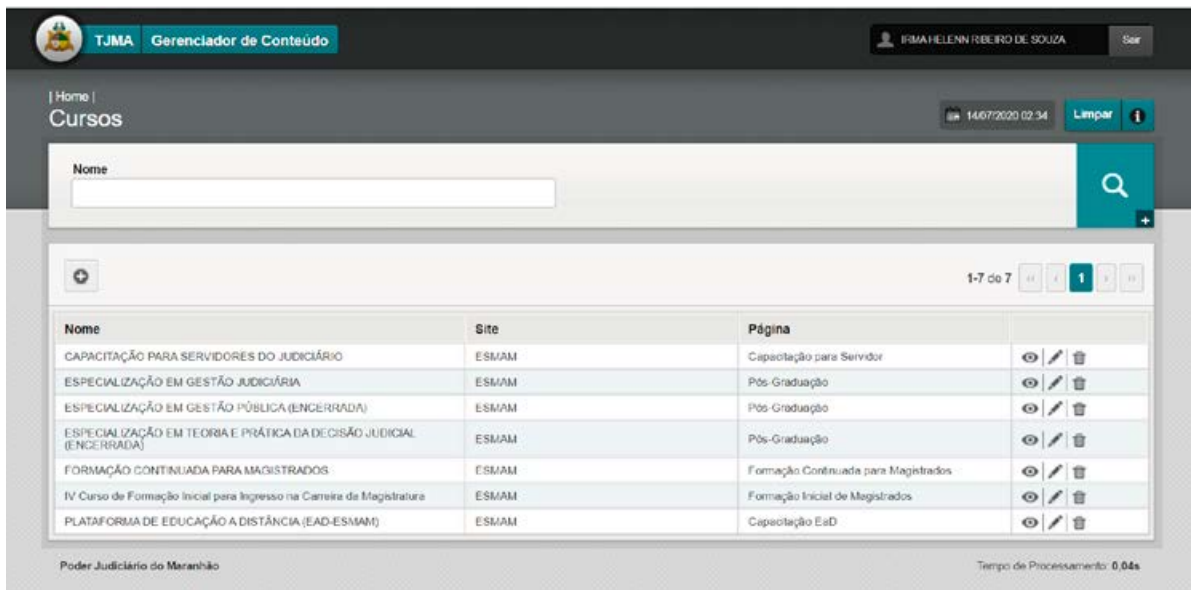 TJMA Gerenciador de Conteúdo
IRMA HELENN RIBEIRO DE SOUZA Sair
| Home |
Cursos
14/07/2020 02:34 Limpar
Nome
1-7 de 7 1
Nome Site Página
CAPACITAÇÃO PARA SERVIDORES DO JUDICIÁRIO ESMAM Capacitação para Servidor
ESPECIALIZAÇÃO EM GESTÃO JUDICIÁRIA ESMAM Pós-Graduação
ESPECIALIZAÇÃO EM GESTÃO PÚBLICA (ENCERRADA) ESMAM Pós-Graduação
ESPECIALIZAÇÃO EM TEORIA E PRÁTICA DA DECISÃO JUDICIAL
(ENCERRADA) ESMAM Pós-Graduação
FORMAÇÃO CONTINUADA PARA MAGISTRADOS ESMAM Formação Continuada para Magistrados
IV Curso de Formação Inicial para Ingresso na Carreira da Magistratura ESMAM Formação Inicial de Magistrados
PLATAFORMA DE EDUCAÇÃO A DISTÂNCIA (EAD-ESMAM) ESMAM Capacitação EaD
Poder Judiciário do Maranhão Tempo de Processamento: 0,04s